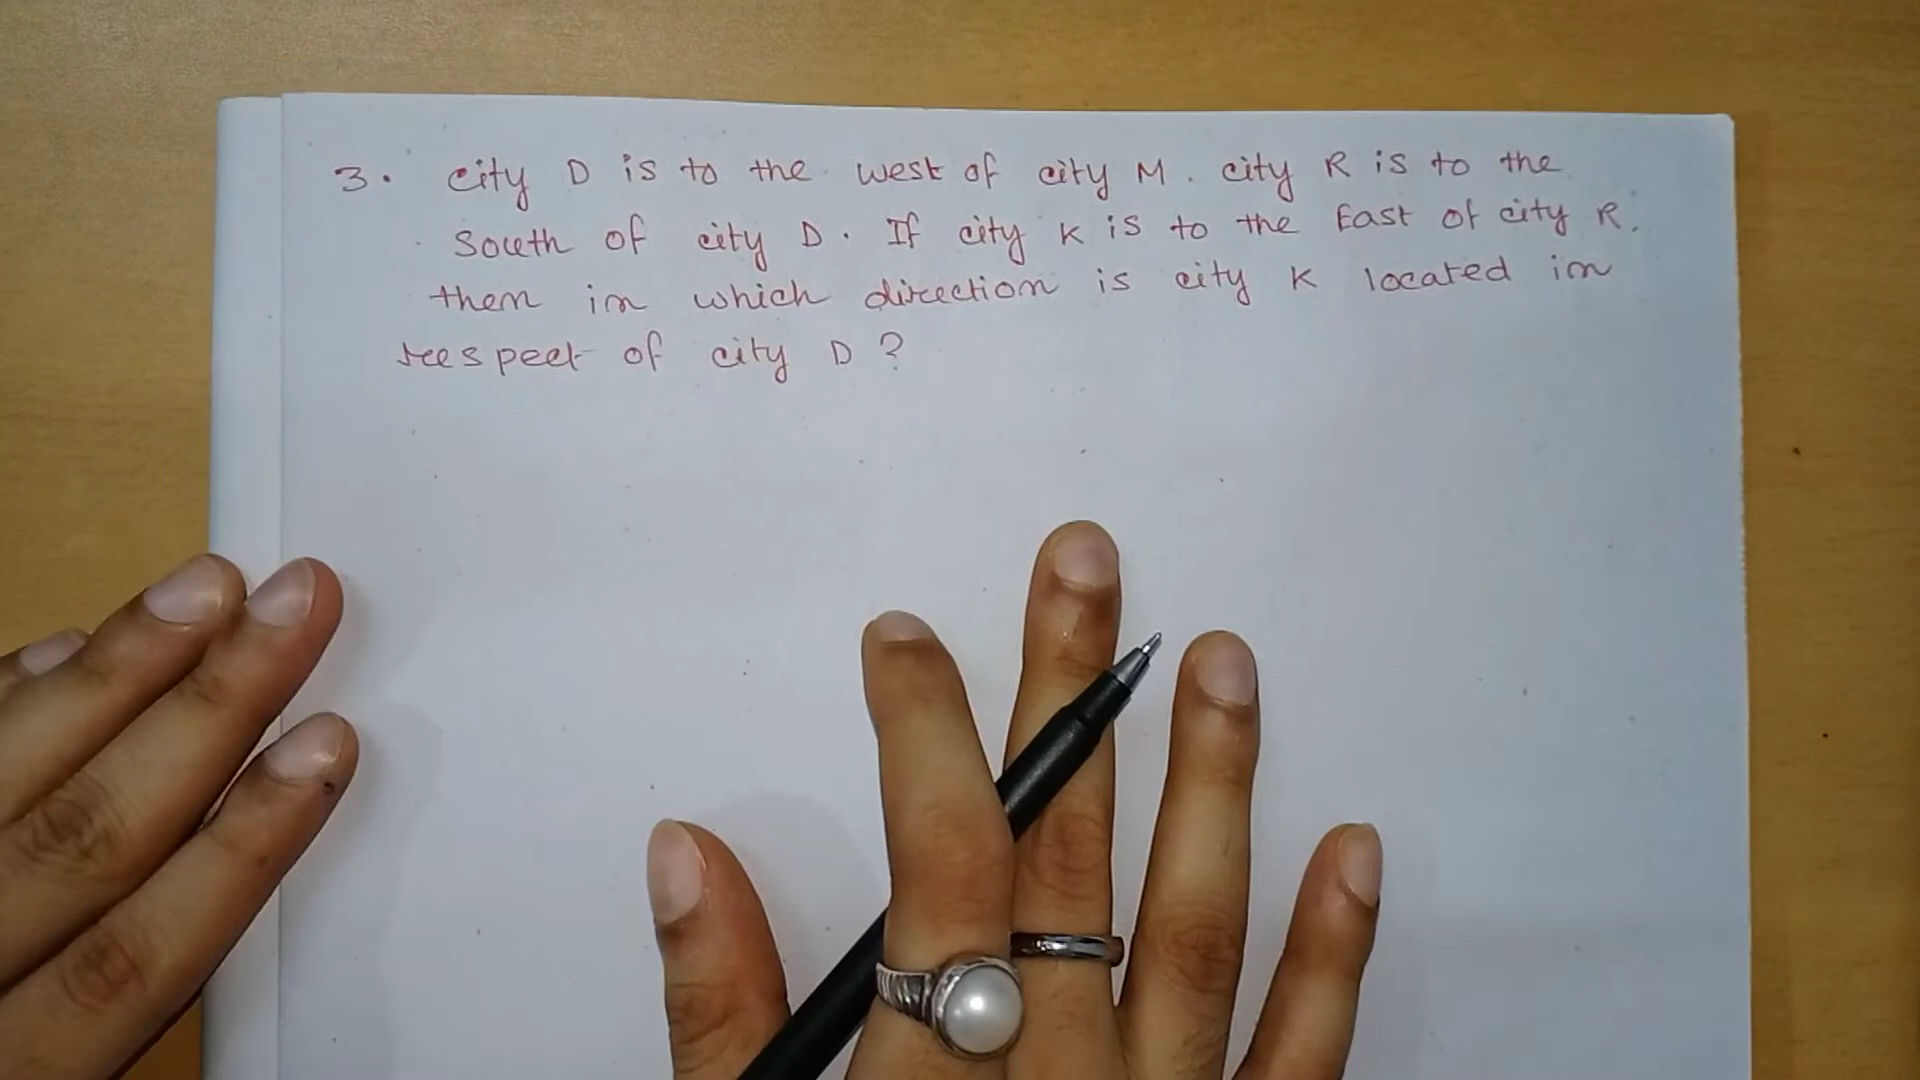 3. city D is to the west of city M. city R is to the
South of city D. If city K is to the East of city R.
then in which direction is city K located in
respect of city D?